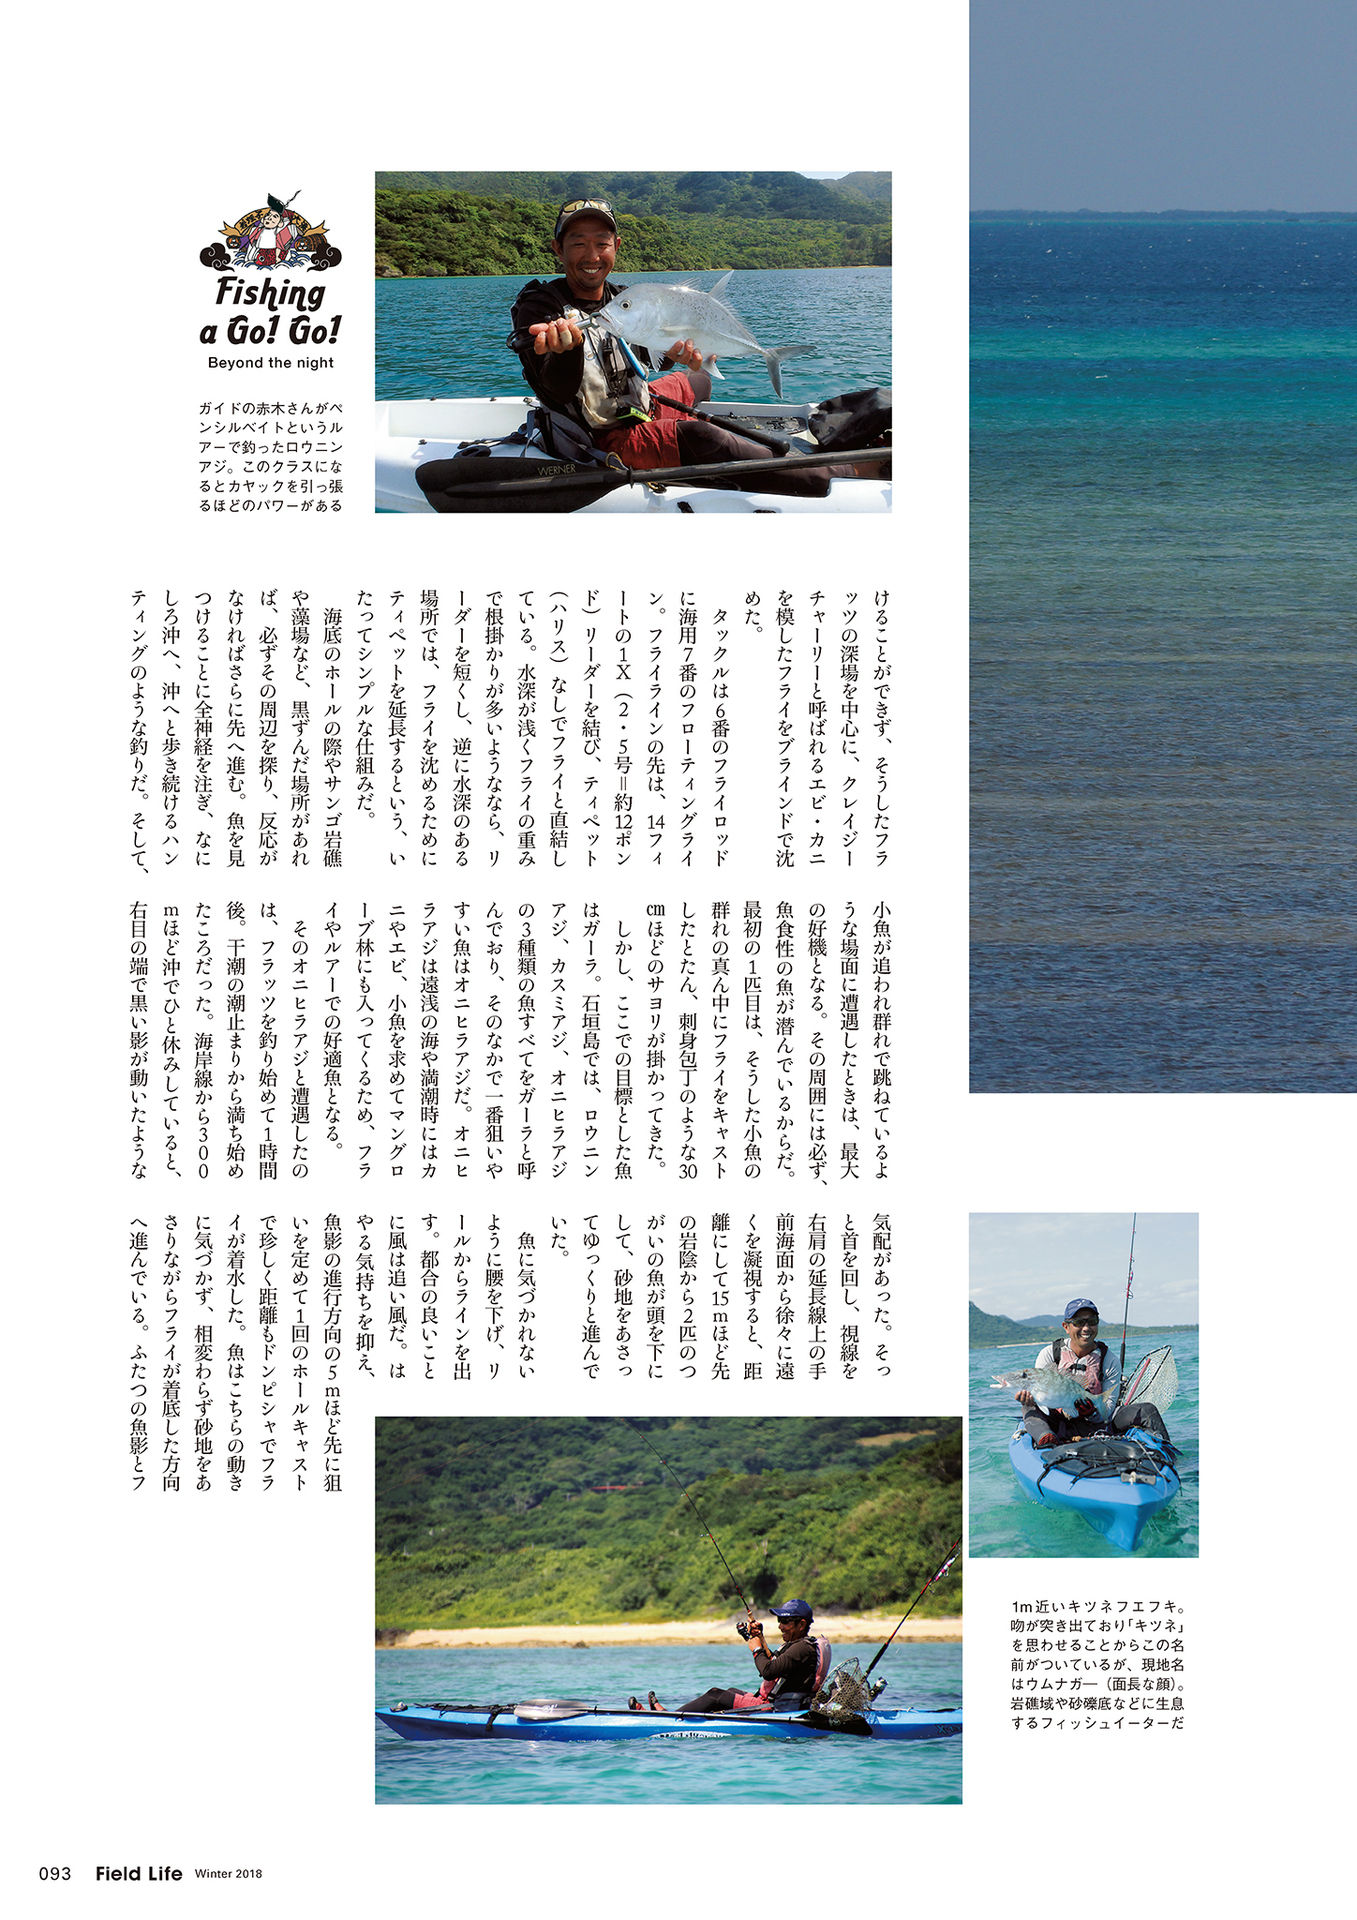 Fishing
a Go! Go!
Beyond the night
ガイドの赤木さんがペ
ンシルベイトというル
アーで釣ったロウニン
アジ。このクラスにな
るとカヤックを引っ張
るほどのパワーがある
WERNER
けることができず、そうしたフラ
ッツの深場を中心に、クレイジー
チャーリーと呼ばれるエビ・カニ
を模したフライをブラインドで沈
めた。
タックルは6番のフライロッド
に海用7番のフローティングライ
ン。フライラインの先は、14フィ
ートの1X（2・5号＝約12ポン
ド）リーダーを結び、ティペット
（ハリス）なしでフライと直結し
ている。水深が浅くフライの重み
で根掛かりが多いようなら、リ
ーダーを短くし、逆に水深のある
場所では、フライを沈めるために
ティペットを延長するという、い
たってシンプルな仕組みだ。
海底のホールの際やサンゴ岩礁
や藻場など、黒ずんだ場所があれ
ば、必ずその周辺を探り、反応が
なければさらに先へ進む。魚を見
つけることに全神経を注ぎ、なに
しろ沖へ、沖へと歩き続けるハン
ティングのような釣りだ。そして、
小魚が追われ群れで跳ねているよ
うな場面に遭遇したときは、最大
の好機となる。その周囲には必ず、
魚食性の魚が潜んでいるからだ。
最初の1匹目は、そうした小魚の
群れの真ん中にフライをキャスト
したとたん、刺身包丁のような30
㎝ほどのサヨリが掛かってきた。
しかし、ここでの目標とした魚
はガーラ。石垣島では、ロウニン
アジ、カスミアジ、オニヒラアジ
の3種類の魚すべてをガーラと呼
んでおり、そのなかで一番狙いや
すい魚はオニヒラアジだ。オニヒ
ラアジは遠浅の海や満潮時にはカ
ニやエビ、小魚を求めてマングロ
ーブ林にも入ってくるため、フラ
イやルアーでの好適魚となる。
そのオニヒラアジと遭遇したの
は、フラッツを釣り始めて1時間
後。干潮の潮止まりから満ち始め
たころだった。海岸線から300
mほど沖でひと休みしていると、
右目の端で黒い影が動いたような
気配があった。そっ
と首を回し、視線を
右肩の延長線上の手
前海面から徐々に遠
くを凝視すると、距
離にして15mほど先
の岩陰から2匹のつ
がいの魚が頭を下に
して、砂地をあさっ
てゆっくりと進んで
いた。
魚に気づかれない
ように腰を下げ、リ
ールからラインを出
す。都合の良いこと
に風は追い風だ。は
やる気持ちを抑え、
魚影の進行方向の5mほど先に狙
いを定めて1回のホールキャスト
で珍しく距離もドンピシャでフラ
イが着水した。魚はこちらの動き
に気づかず、相変わらず砂地をあ
さりながらフライが着底した方向
へ進んでいる。ふたつの魚影とフ
1m近いキツネフエフキ。
吻が突き出ており「キツネ」
を思わせることからこの名
前がついているが、現地名
はウムナガー（面長な顔）。
岩礁域や砂礫底などに生息
するフィッシュイーターだ
093 Field Life Winter 2018